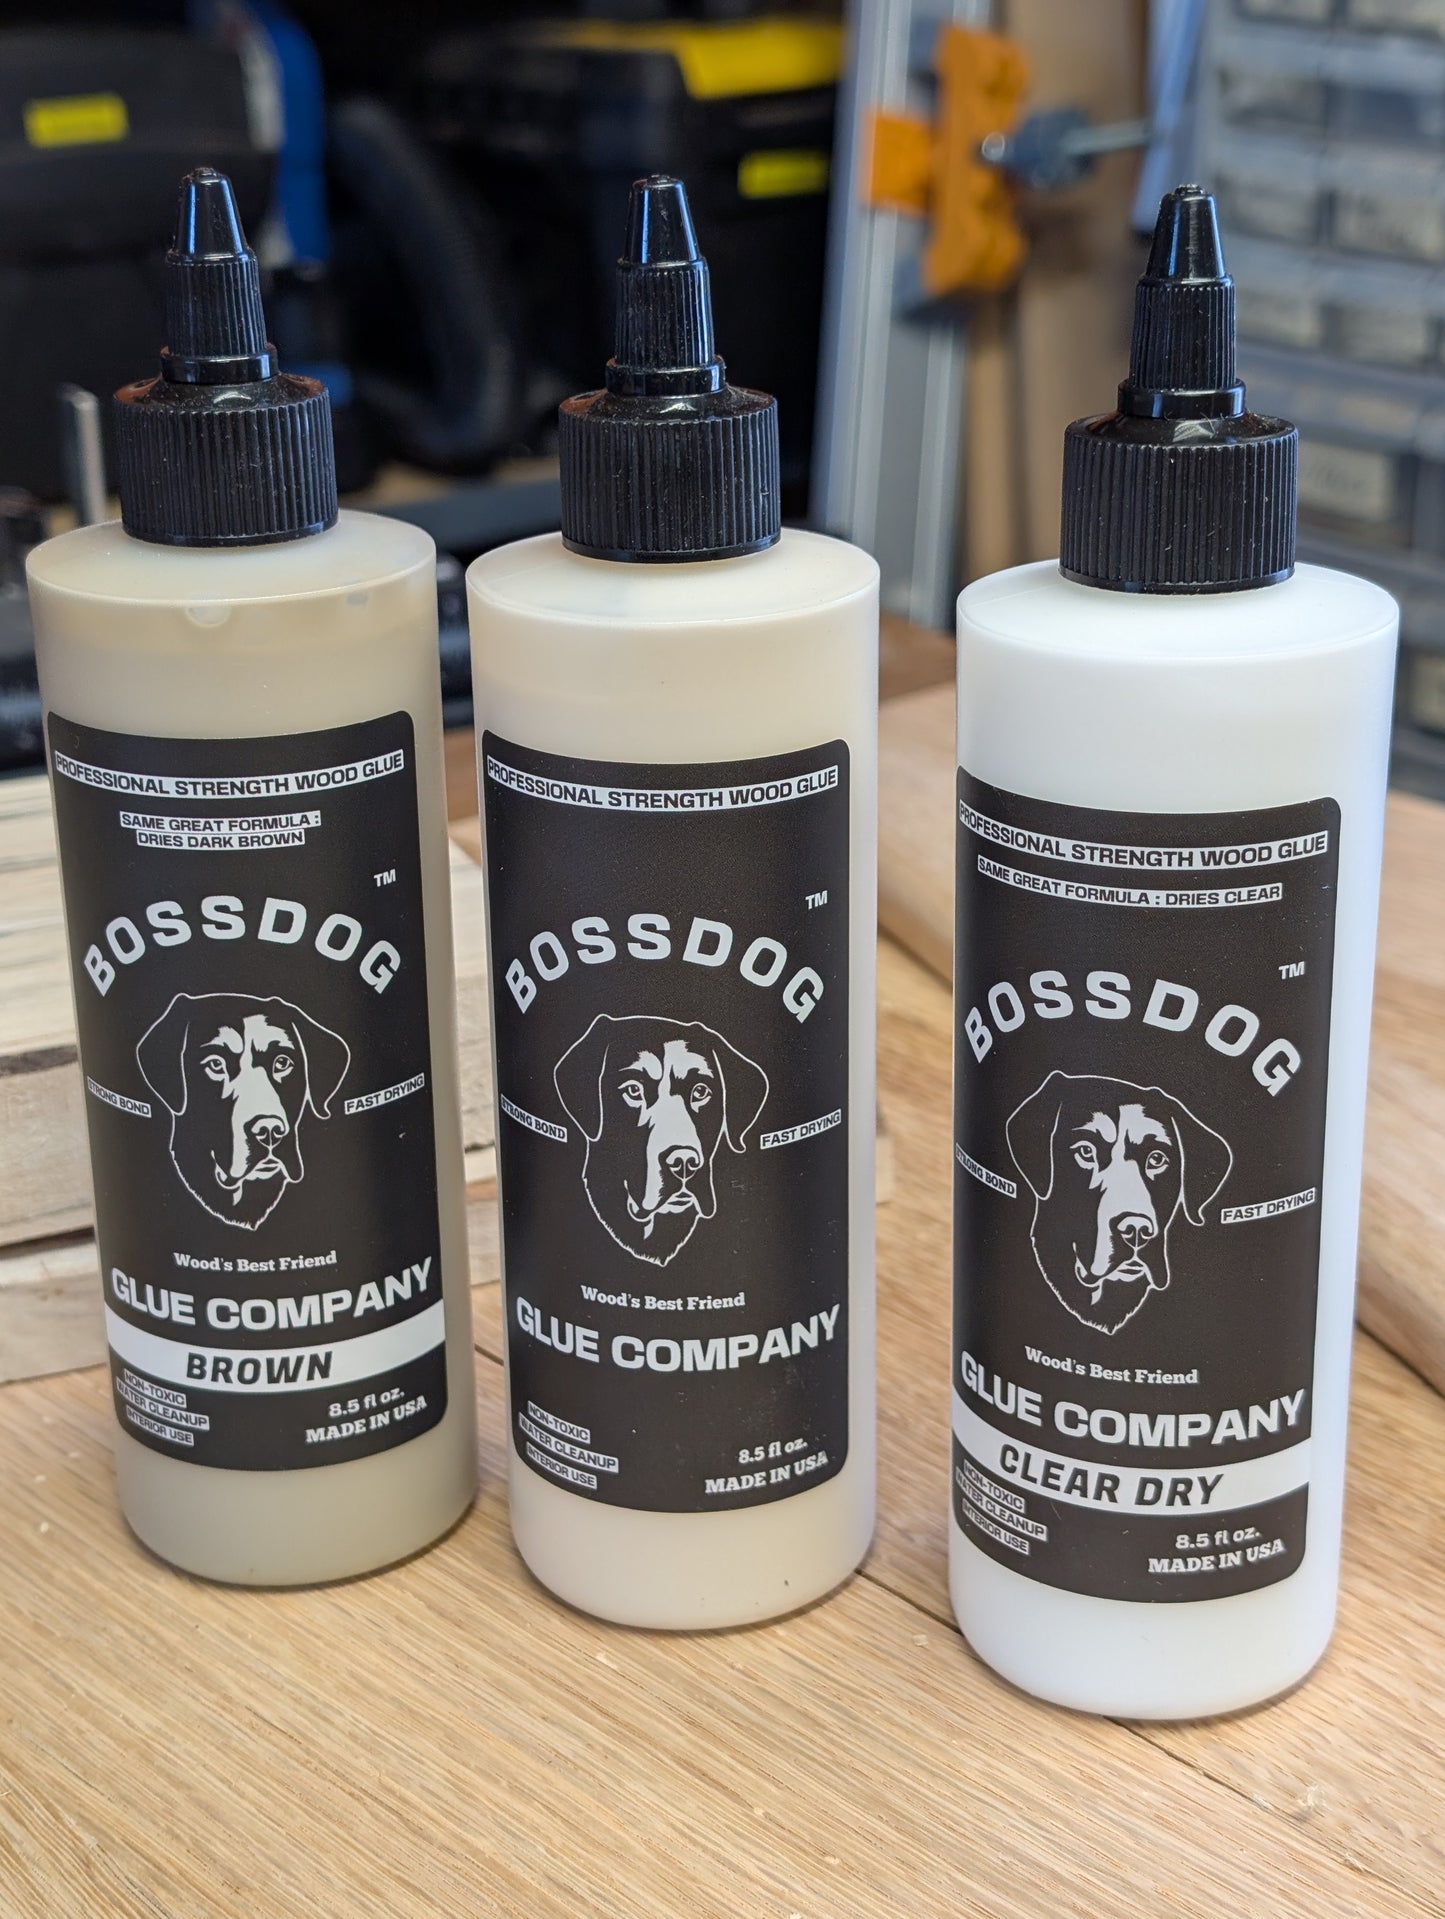 PROFESSIONAL STRENGTH WOOD GLUE
SAME GREAT FORMULA :
DRIES DARK BROWN
TM
BOSSDOG
STRONG BOND
FAST DRYING
Wood's Best Friend
GLUE COMPANY
BROWN
NON-TOXIC
WATER CLEANUP
INTERIOR USE
8.5 fl oz.
MADE IN USA
PROFESSIONAL STRENGTH WOOD GLUE
TM
BOSSDOG
STRONG BOND
FAST DRYING
Wood's Best Friend
GLUE COMPANY
NON-TOXIC
WATER CLEANUP
INTERIOR USE
8.5 fl oz.
MADE IN USA
PROFESSIONAL STRENGTH WOOD GLUE
SAME GREAT FORMULA : DRIES CLEAR
TM
BOSSDOG
STRONG BOND
FAST DRYING
Wood's Best Friend
GLUE COMPANY
CLEAR DRY
NON-TOXIC
WATER CLEANUP
INTERIOR USE
8.5 fl oz.
MADE IN USA